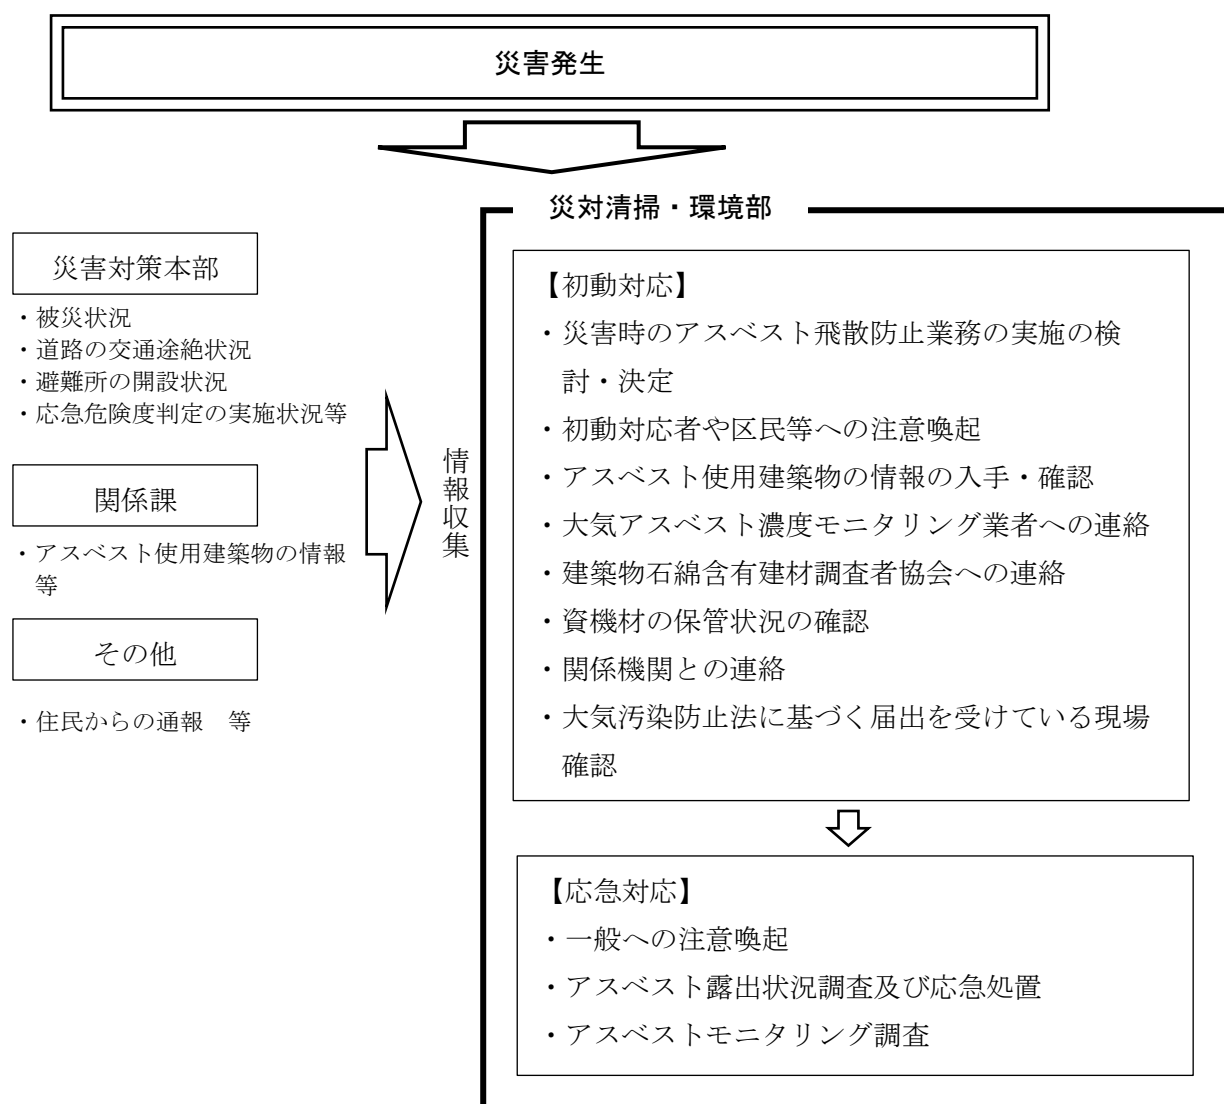 災害発生
災対清掃・環境部
災害対策本部
・被災状況
・道路の交通途絶状況
・避難所の開設状況
・応急危険度判定の実施状況等
関係課
・アスベスト使用建築物の情報
等
その他
・住民からの通報　等
情報収集
【初動対応】
・災害時のアスベスト飛散防止業務の実施の検
討・決定
・初動対応者や区民等への注意喚起
・アスベスト使用建築物の情報の入手・確認
・大気アスベスト濃度モニタリング業者への連絡
・建築物石綿含有建材調査者協会への連絡
・資機材の保管状況の確認
・関係機関との連絡
・大気汚染防止法に基づく届出を受けている現場
確認
【応急対応】
・一般への注意喚起
・アスベスト露出状況調査及び応急処置
・アスベストモニタリング調査